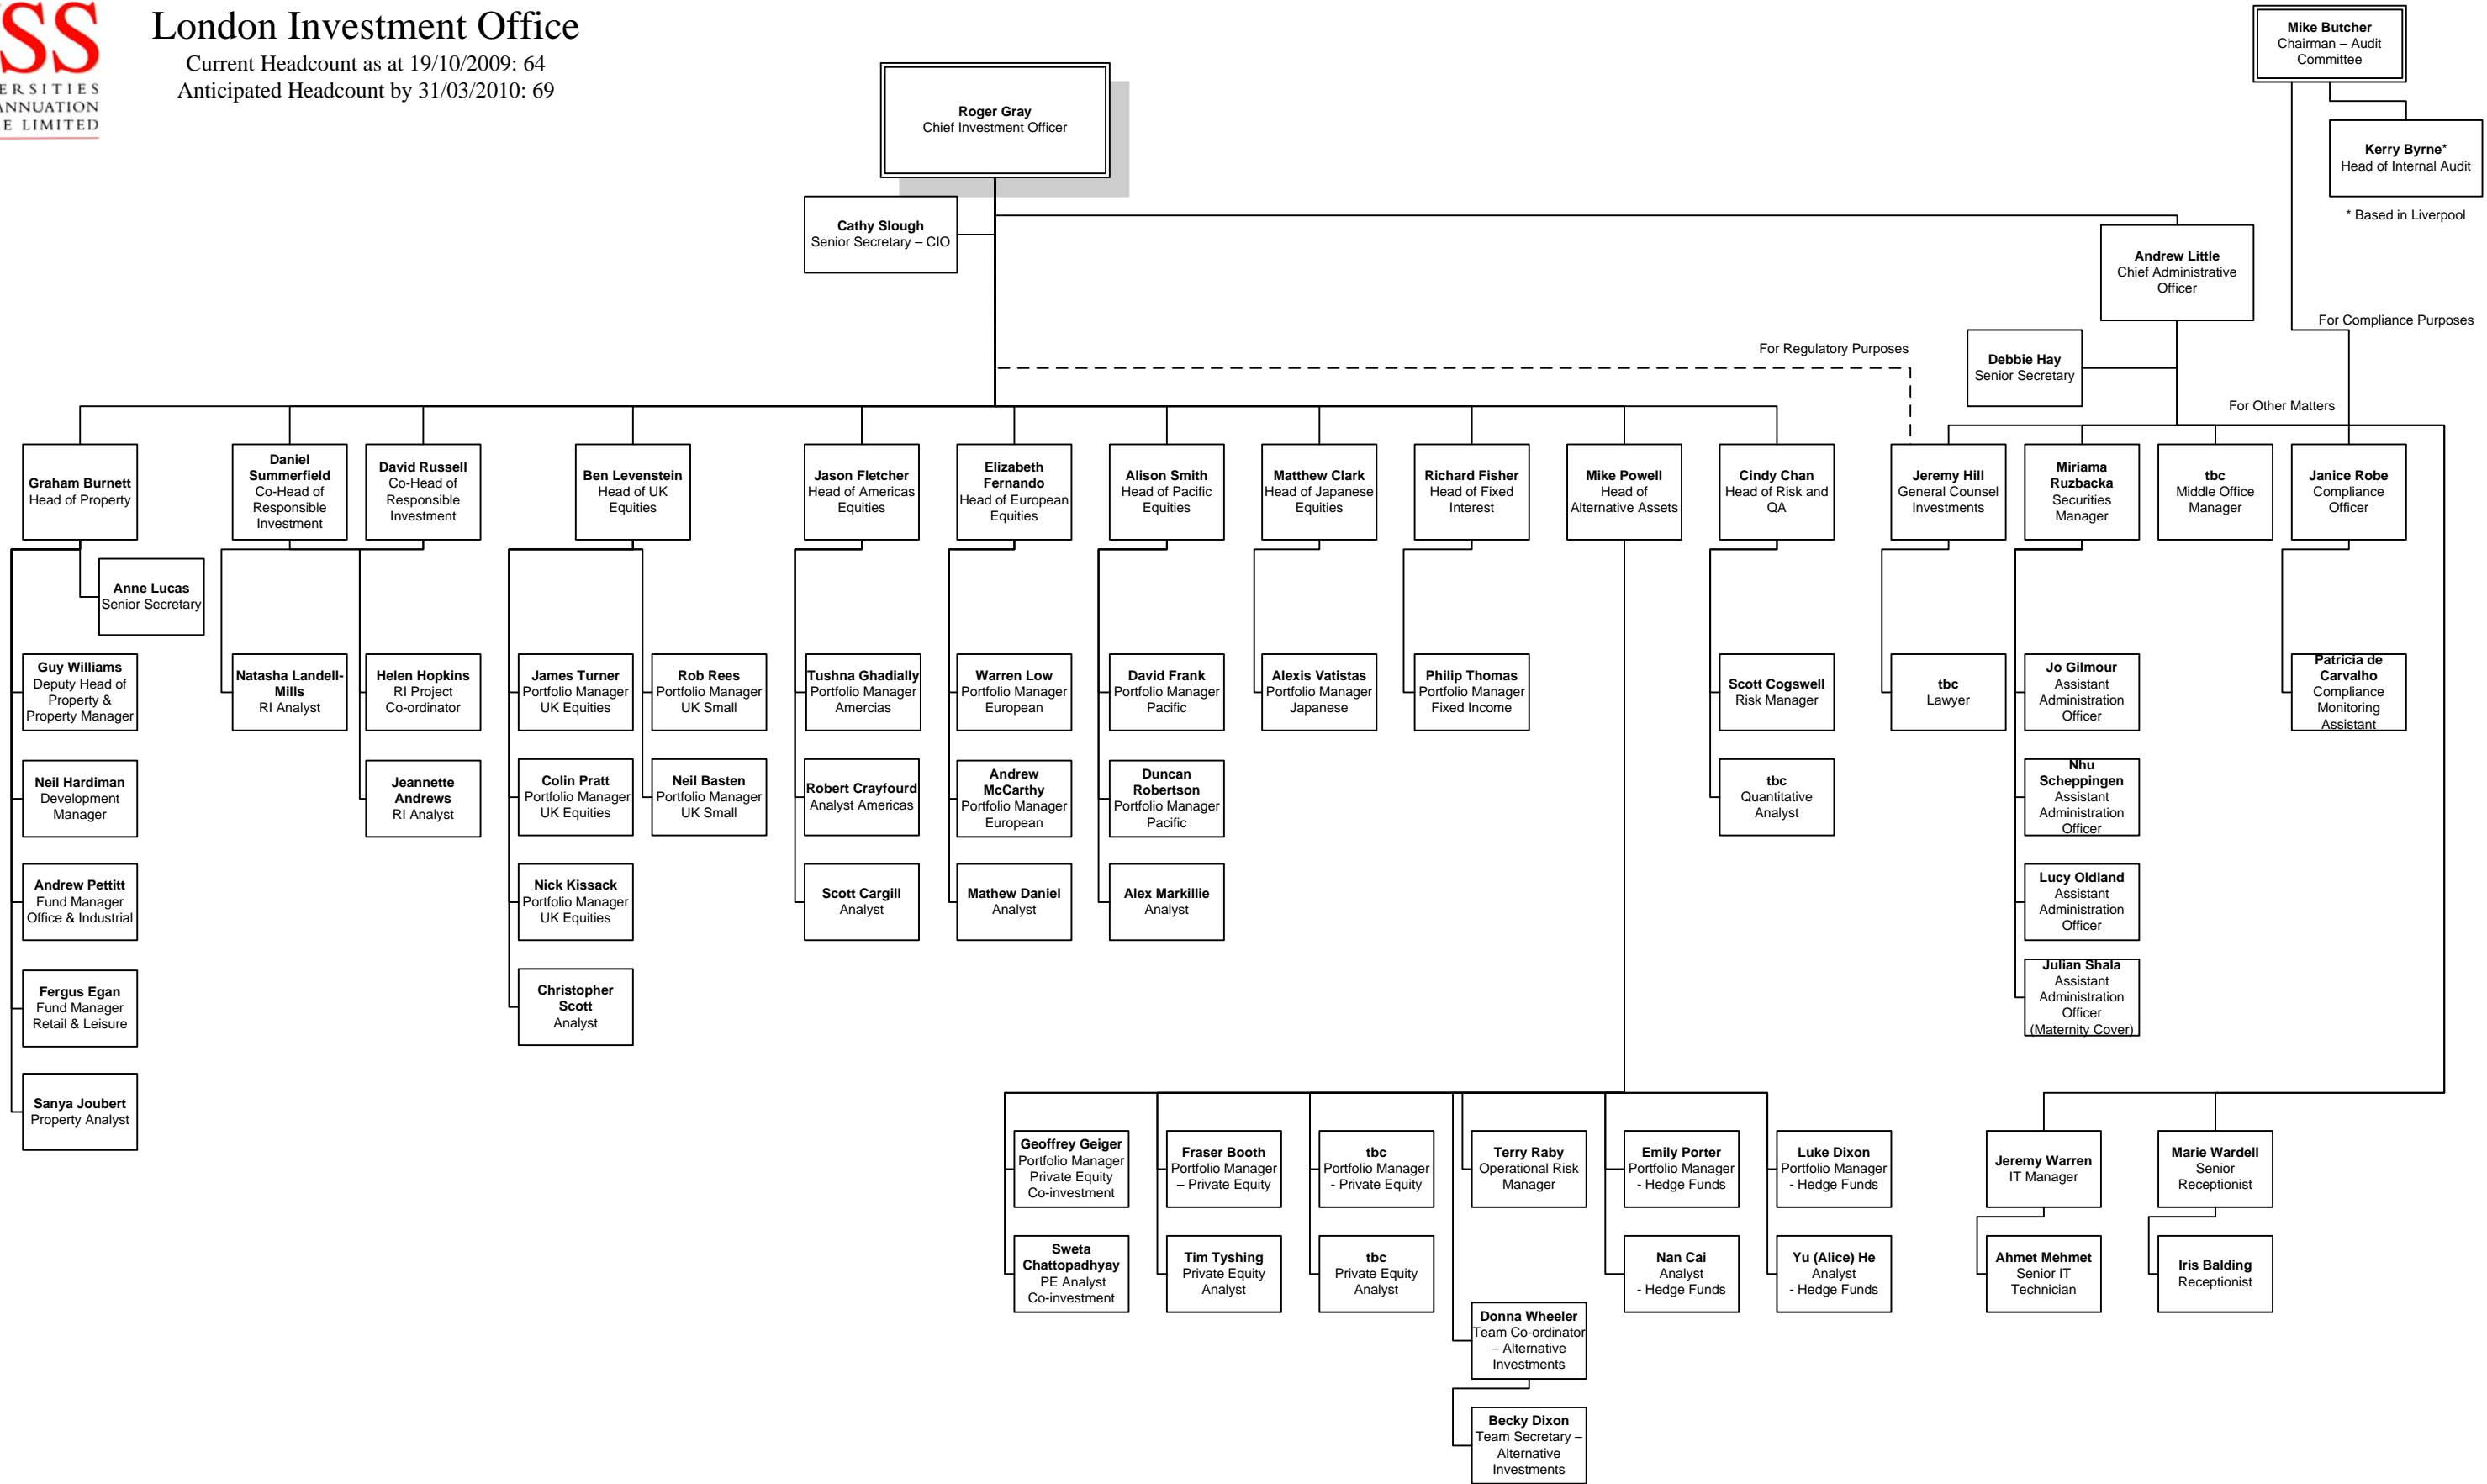 SS
ERSITIES
ANNUATION
E LIMITED
London Investment Office
Current Headcount as at 19/10/2009: 64
Anticipated Headcount by 31/03/2010: 69
Mike Butcher
Chairman – Audit
Committee
Roger Gray
Chief Investment Officer
Kerry Byrne*
Head of Internal Audit
* Based in Liverpool
Cathy Slough
Senior Secretary – CIO
Andrew Little
Chief Administrative
Officer
For Compliance Purposes
For Regulatory Purposes
Debbie Hay
Senior Secretary
For Other Matters
Graham Burnett
Head of Property
Daniel
Summerfield
Co-Head of
Responsible
Investment
David Russell
Co-Head of
Responsible
Investment
Ben Levenstein
Head of UK
Equities
Jason Fletcher
Head of Americas
Equities
Elizabeth
Fernando
Head of European
Equities
Alison Smith
Head of Pacific
Equities
Matthew Clark
Head of Japanese
Equities
Richard Fisher
Head of Fixed
Interest
Mike Powell
Head of
Alternative Assets
Cindy Chan
Head of Risk and
QA
Jeremy Hill
General Counsel
Investments
Miriama
Ruzbacka
Securities
Manager
tbc
Middle Office
Manager
Janice Robe
Compliance
Officer
Anne Lucas
Senior Secretary
Guy Williams
Deputy Head of
Property &
Property Manager
Natasha Landell-
Mills
RI Analyst
Helen Hopkins
RI Project
Co-ordinator
James Turner
Portfolio Manager
UK Equities
Rob Rees
Portfolio Manager
UK Small
Tushna Ghadially
Portfolio Manager
Amercias
Warren Low
Portfolio Manager
European
David Frank
Portfolio Manager
Pacific
Alexis Vatistas
Portfolio Manager
Japanese
Philip Thomas
Portfolio Manager
Fixed Income
Scott Cogswell
Risk Manager
tbc
Lawyer
Jo Gilmour
Assistant
Administration
Officer
Patricia de
Carvalho
Compliance
Monitoring
Assistant
Neil Hardiman
Development
Manager
Jeannette
Andrews
RI Analyst
Colin Pratt
Portfolio Manager
UK Equities
Neil Basten
Portfolio Manager
UK Small
Robert Crayfourd
Analyst Americas
Andrew
McCarthy
Portfolio Manager
European
Duncan
Robertson
Portfolio Manager
Pacific
tbc
Quantitative
Analyst
Nhu
Scheppingen
Assistant
Administration
Officer
Andrew Pettitt
Fund Manager
Office & Industrial
Nick Kissack
Portfolio Manager
UK Equities
Scott Cargill
Analyst
Mathew Daniel
Analyst
Alex Markillie
Analyst
Lucy Oldland
Assistant
Administration
Officer
Fergus Egan
Fund Manager
Retail & Leisure
Christopher
Scott
Analyst
Julian Shala
Assistant
Administration
Officer
(Maternity Cover)
Sanya Joubert
Property Analyst
Geoffrey Geiger
Portfolio Manager
Private Equity
Co-investment
Fraser Booth
Portfolio Manager
– Private Equity
tbc
Portfolio Manager
- Private Equity
Terry Raby
Operational Risk
Manager
Emily Porter
Portfolio Manager
- Hedge Funds
Luke Dixon
Portfolio Manager
- Hedge Funds
Jeremy Warren
IT Manager
Marie Wardell
Senior
Receptionist
Sweta
Chattopadhyay
PE Analyst
Co-investment
Tim Tyshing
Private Equity
Analyst
tbc
Private Equity
Analyst
Nan Cai
Analyst
- Hedge Funds
Yu (Alice) He
Analyst
- Hedge Funds
Ahmet Mehmet
Senior IT
Technician
Iris Balding
Receptionist
Donna Wheeler
Team Co-ordinator
– Alternative
Investments
Becky Dixon
Team Secretary –
Alternative
Investments